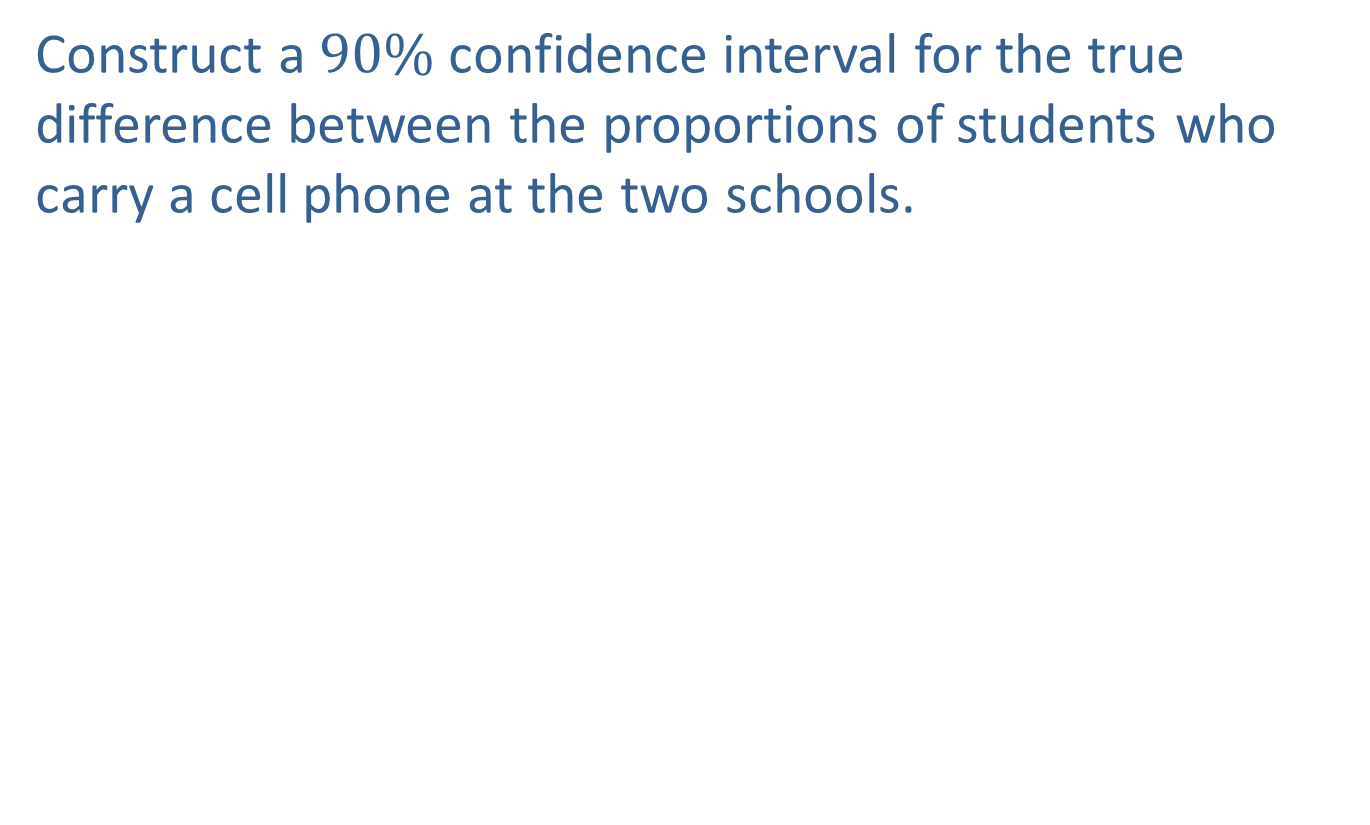 Construct a 90% confidence interval for the true
difference between the proportions of students who
carry a cell phone at the two schools.